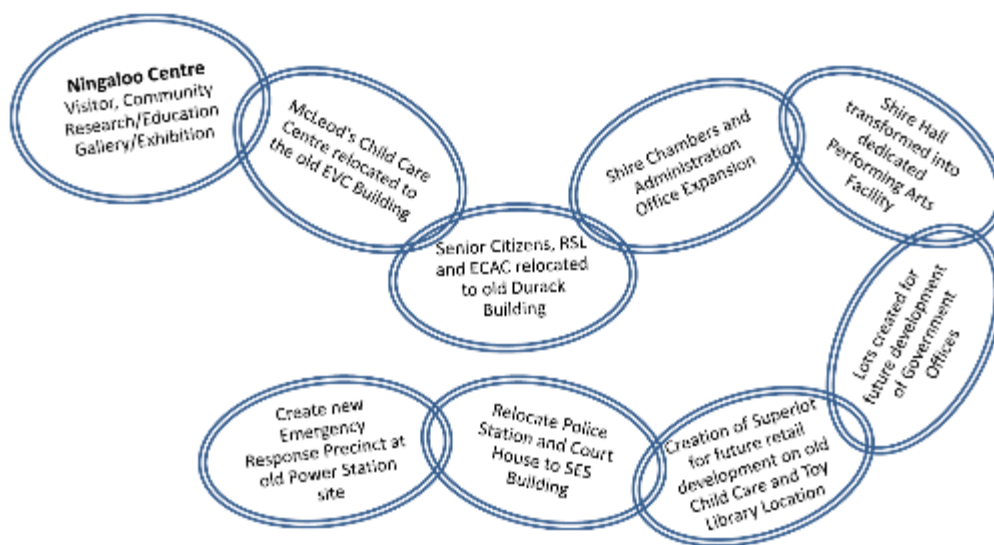 Ningaloo Centre
Visitor, Community
Research/Education
Gallery/Exhibition
McLeod's Child Care
Centre relocated to
the old EVC Building
Senior Citizens, RSL
and ECAC relocated
to old Durack
Building
Shire Chambers and
Administration
Office Expansion
Shire Hall
transformed into
dedicated
Performing Arts
Facility
Lots created for
future development
of Government
Offices
Creation of Superlot
for future retail
development on old
Child Care and Toy
Library Location
Relocate Police
Station and Court
House to SES
Building
Create new
Emergency
Response Precinct at
old Power Station
site